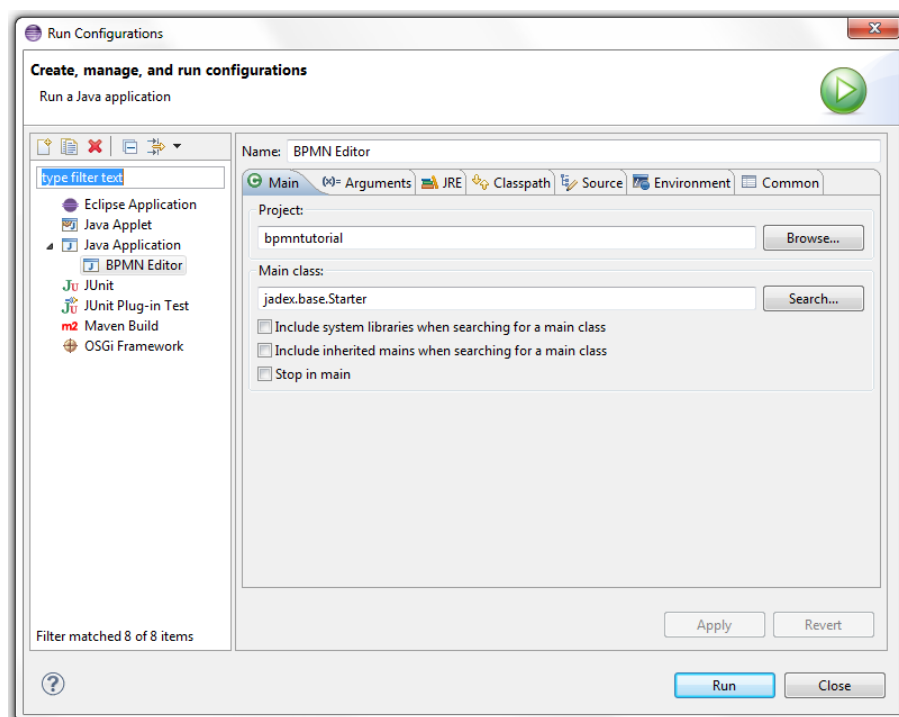 Run Configurations
Create, manage, and run configurations
Run a Java application
type filter text
Eclipse Application
Java Applet
Java Application
BPMN Editor
JUnit
JUnit Plug-in Test
m2 Maven Build
OSGi Framework
Filter matched 8 of 8 items
Name: BPMN Editor
Main (x)= Arguments JRE Classpath Source Environment Common
Project:
bpmntutorial Browse...
Main class:
jadex.base.Starter Search...
Include system libraries when searching for a main class
Include inherited mains when searching for a main class
Stop in main
Apply Revert
Run Close